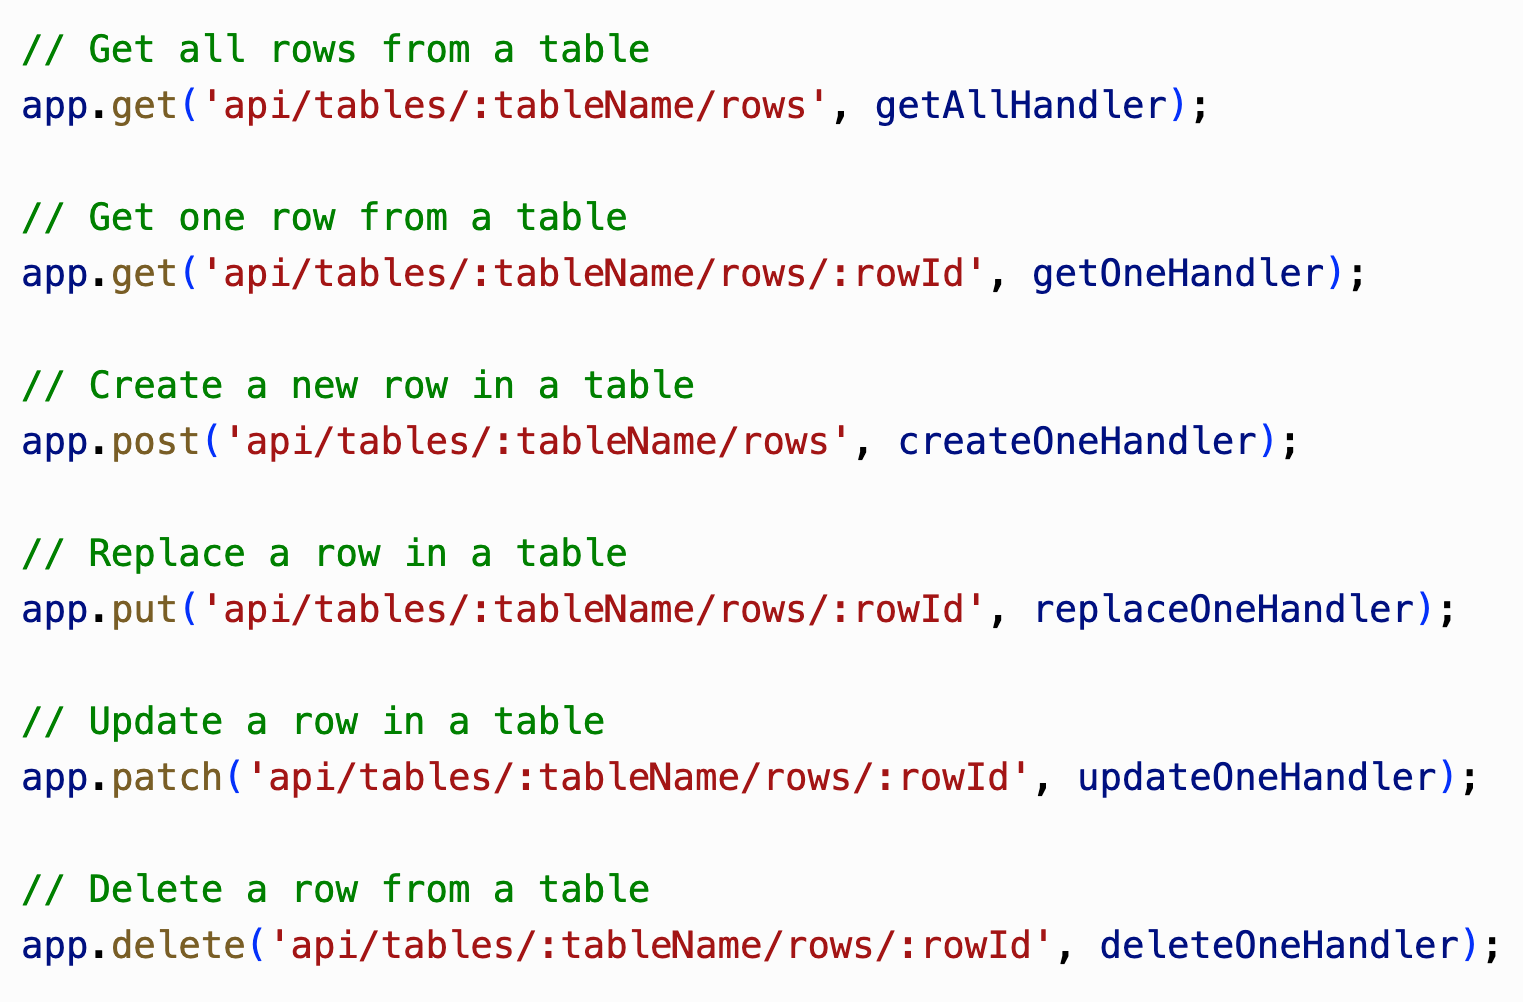 // Get all rows from a table
app.get('api/tables/:tableName/rows', getAllHandler);
// Get one row from a table
app.get('api/tables/:tableName/rows/:rowId', getOneHandler);
// Create a new row in a table
app.post('api/tables/:tableName/rows', createOneHandler);
// Replace a row in a table
app.put('api/tables/:tableName/rows/:rowId', replaceOneHandler);
// Update a row in a table
app.patch('api/tables/:tableName/rows/:rowId', updateOneHandler);
// Delete a row from a table
app.delete('api/tables/:tableName/rows/:rowId', deleteOneHandler);